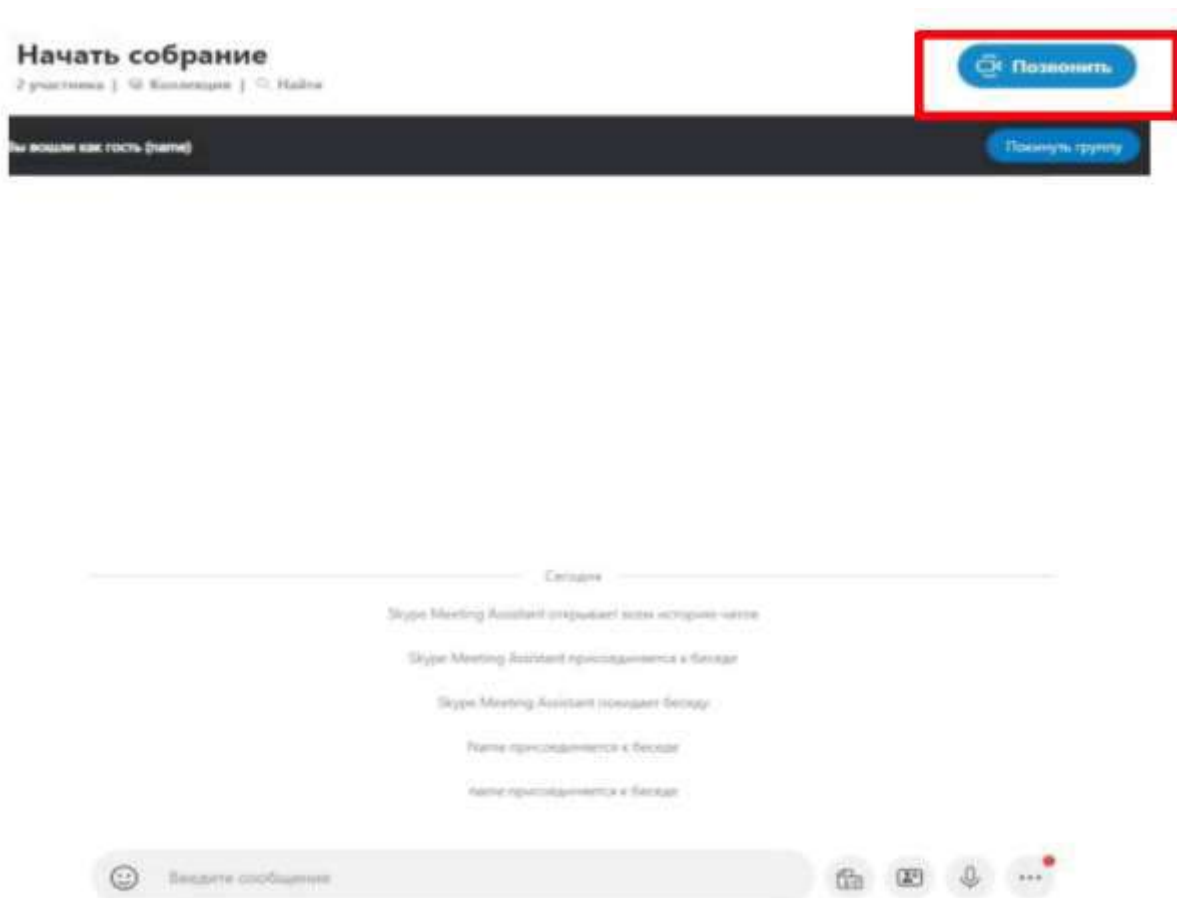 Начать собрание
2 участника | Коллекция | Найти
Позвонить
Вы вошли как гость (name)
Покинуть группу
Сегодня
Skype Meeting Assistant открывает всем историю чатов
Skype Meeting Assistant присоединяется к беседе
Skype Meeting Assistant покидает беседу
Name присоединяется к беседе
name присоединяется к беседе
Введите сообщение